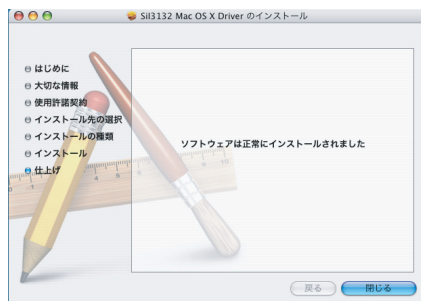 SiI3132 Mac OS X Driver のインストール
はじめに
大切な情報
使用許諾契約
インストール先の選択
インストールの種類
インストール
仕上げ
ソフトウェアは正常にインストールされました
戻る
閉じる